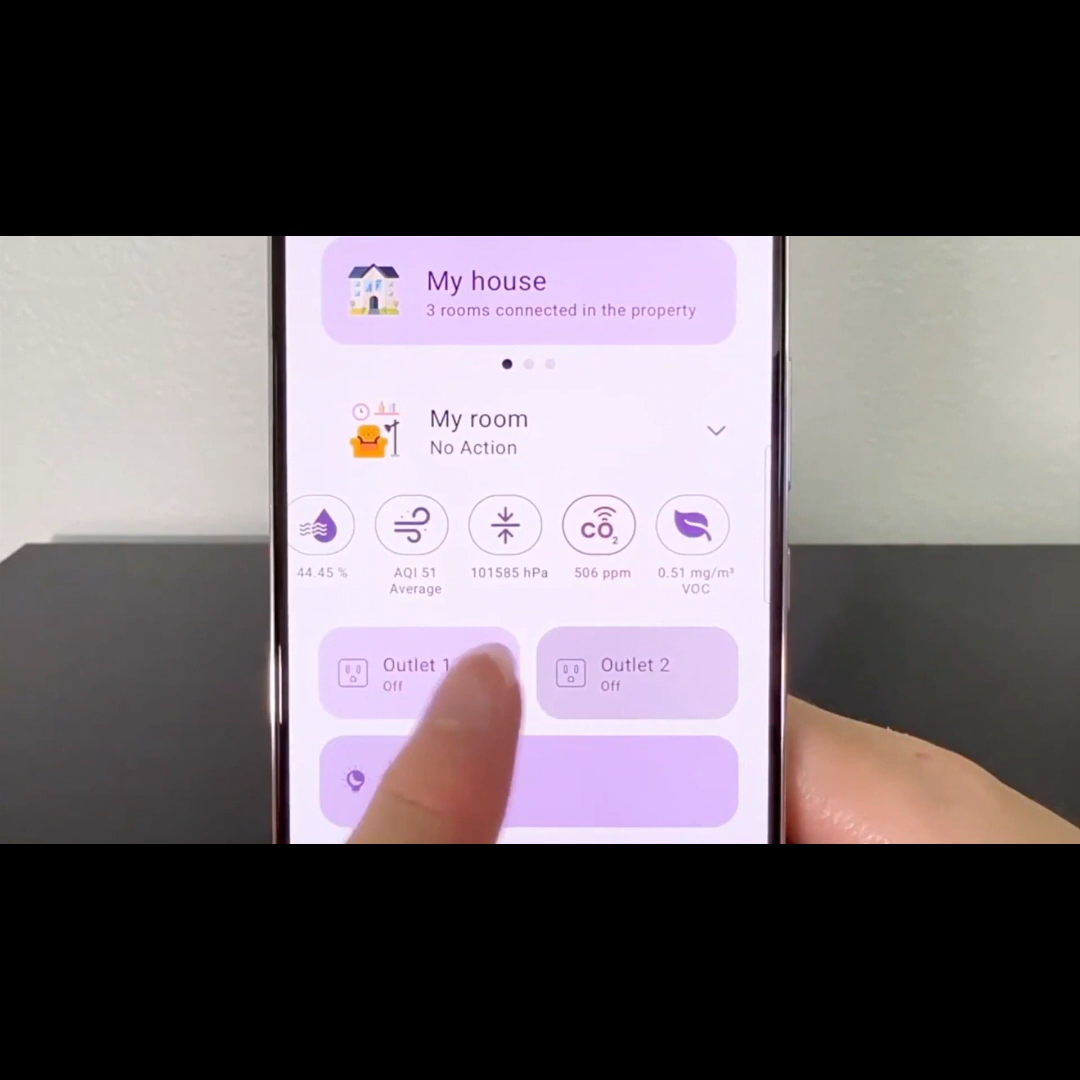 My house
3 rooms connected in the property
My room
No Action
CO2
44.45 %
AQI 51
Average
101585 hPa
506 ppm
0.51 mg/m³
VOC
Outlet 1
Off
Outlet 2
Off